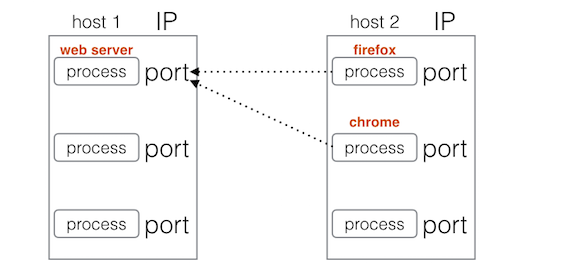 host 1 IP
web server
process port
process port
process port
host 2 IP
firefox
process port
chrome
process port
process port